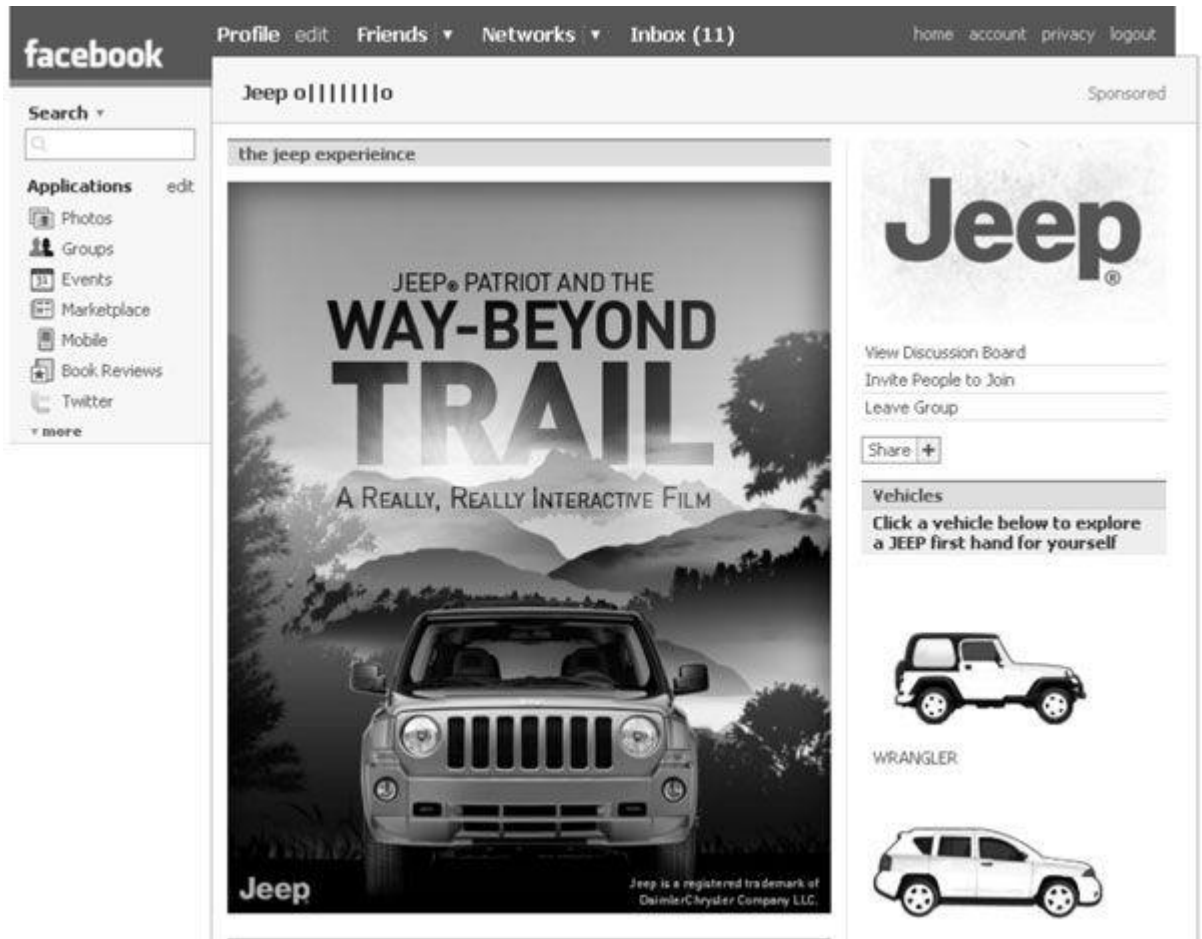 facebook
Profile edit Friends Networks Inbox (11)
home account privacy logout
Search
Applications edit
Photos
Groups
31 Events
Marketplace
Mobile
Book Reviews
Twitter
more
Jeep o|||||||o
Sponsored
the jeep experieince
JEEP® PATRIOT AND THE
WAY-BEYOND
TRAIL
A REALLY, REALLY INTERACTIVE FILM
Jeep
Jeep is a registered trademark of
DaimlerChrysler Company LLC.
Jeep®
View Discussion Board
Invite People to Join
Leave Group
Share +
Vehicles
Click a vehicle below to explore
a JEEP first hand for yourself
WRANGLER